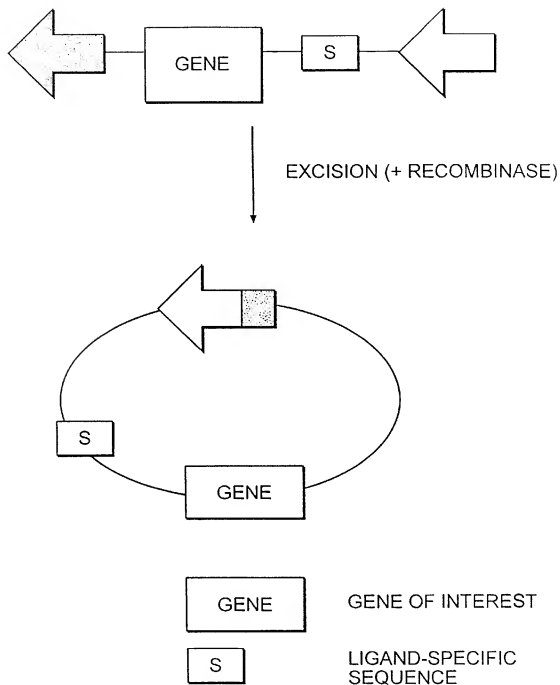 GENE
S
EXCISION (+ RECOMBINASE)
S
GENE
GENE
GENE OF INTEREST
S
LIGAND-SPECIFIC
SEQUENCE